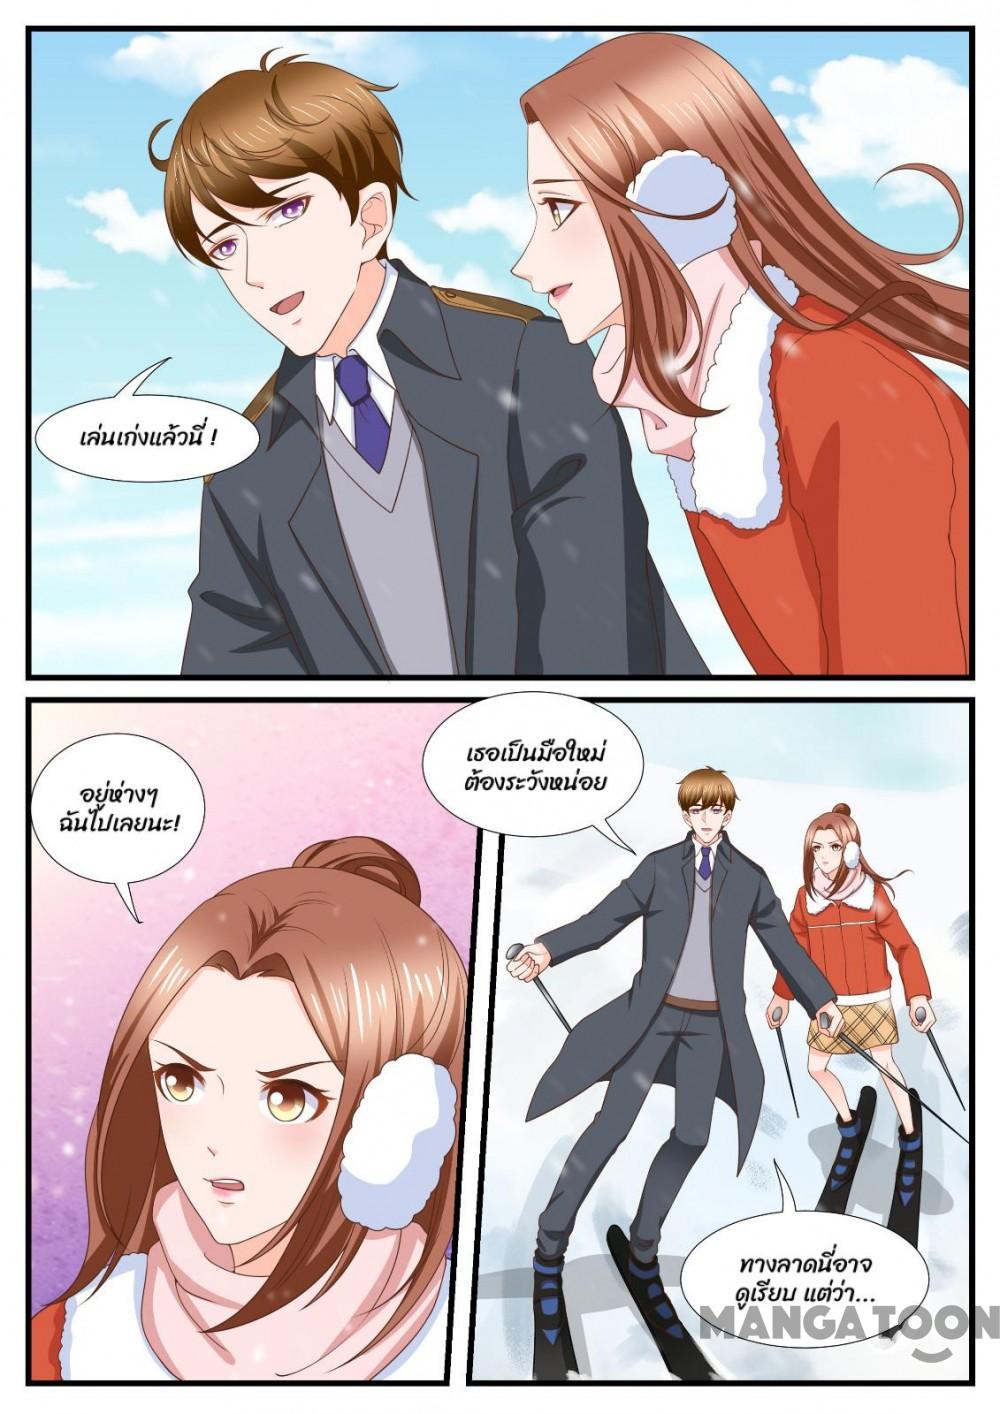 เล่นเก่งแล้วนี่ !
อยู่ห่างๆ
ฉันไปเลยนะ!
เธอเป็นมือใหม่
ต้องระวังหน่อย
ทางลาดนี่อาจ
ดูเรียบ แต่ว่า...
MANGATOON